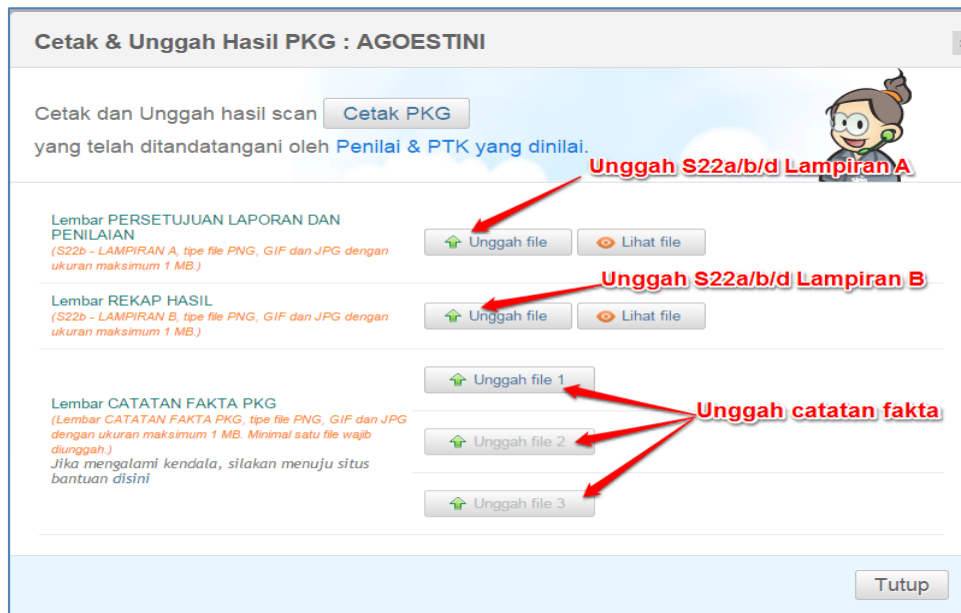 Cetak & Unggah Hasil PKG : AGOESTINI
Cetak dan Unggah hasil scan Cetak PKG
yang telah ditandatangani oleh Penilai & PTK yang dinilai.
Unggah S22a/b/d Lampiran A
Lembar PERSETUJUAN LAPORAN DAN
PENILAIAN
(S22b - LAMPIRAN A, tipe file PNG, GIF dan JPG dengan
ukuran maksimum 1 MB.)
Unggah file Lihat file
Unggah S22a/b/d Lampiran B
Lembar REKAP HASIL
(S22b - LAMPIRAN B, tipe file PNG, GIF dan JPG dengan
ukuran maksimum 1 MB.)
Unggah file Lihat file
Lembar CATATAN FAKTA PKG
(Lembar CATATAN FAKTA PKG, tipe file PNG, GIF dan JPG
dengan ukuran maksimum 1 MB. Minimal satu file wajib
diunggah.)
Jika mengalami kendala, silakan menuju situs
bantuan disini
Unggah file 1
Unggah file 2
Unggah file 3
Unggah catatan fakta
Tutup